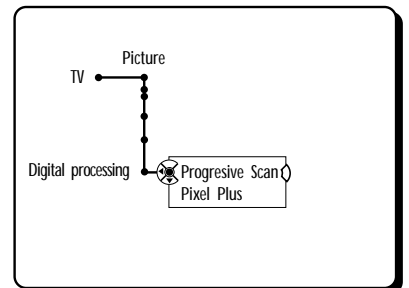 Picture
TV
Digital processing
Progresive Scan
Pixel Plus